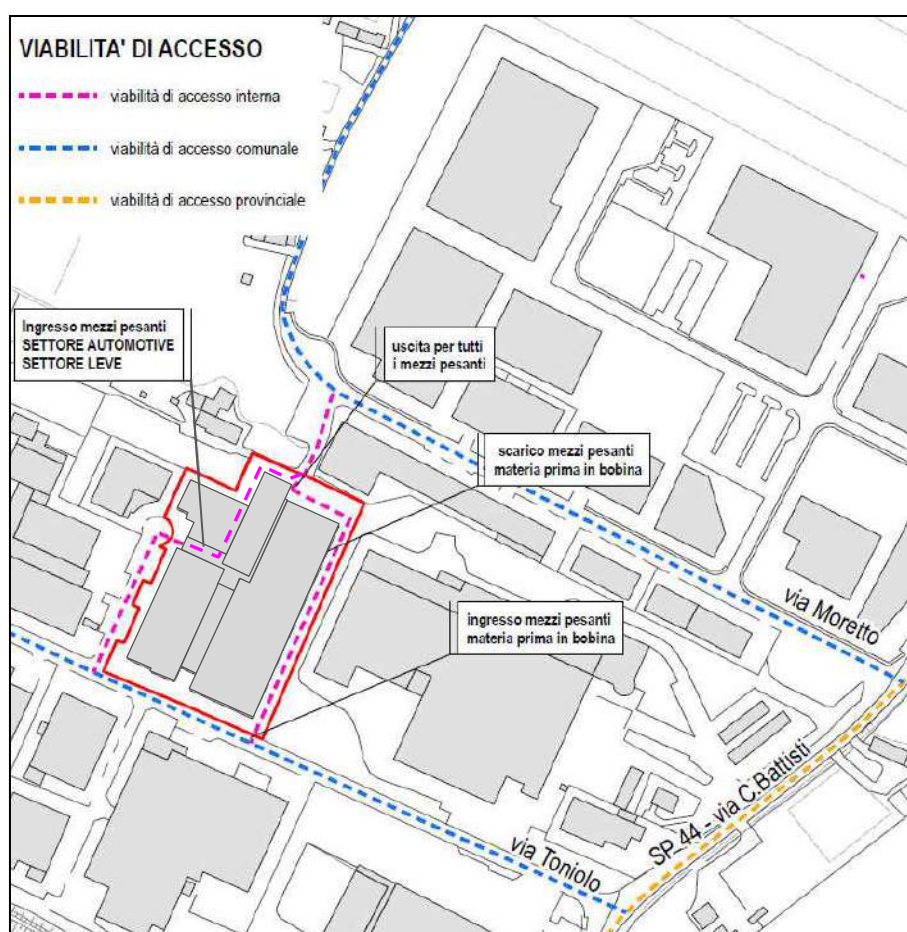 VIABILITA' DI ACCESSO
viabilità di accesso interna
viabilità di accesso comunale
viabilità di accesso provinciale
Ingresso mezzi pesanti
SETTORE AUTOMOTIVE
SETTORE LEVE
uscita per tutti
i mezzi pesanti
scarico mezzi pesanti
materia prima in bobina
ingresso mezzi pesanti
materia prima in bobina
via Moretto
SP 44 - via C.Battisti
via Toniolo